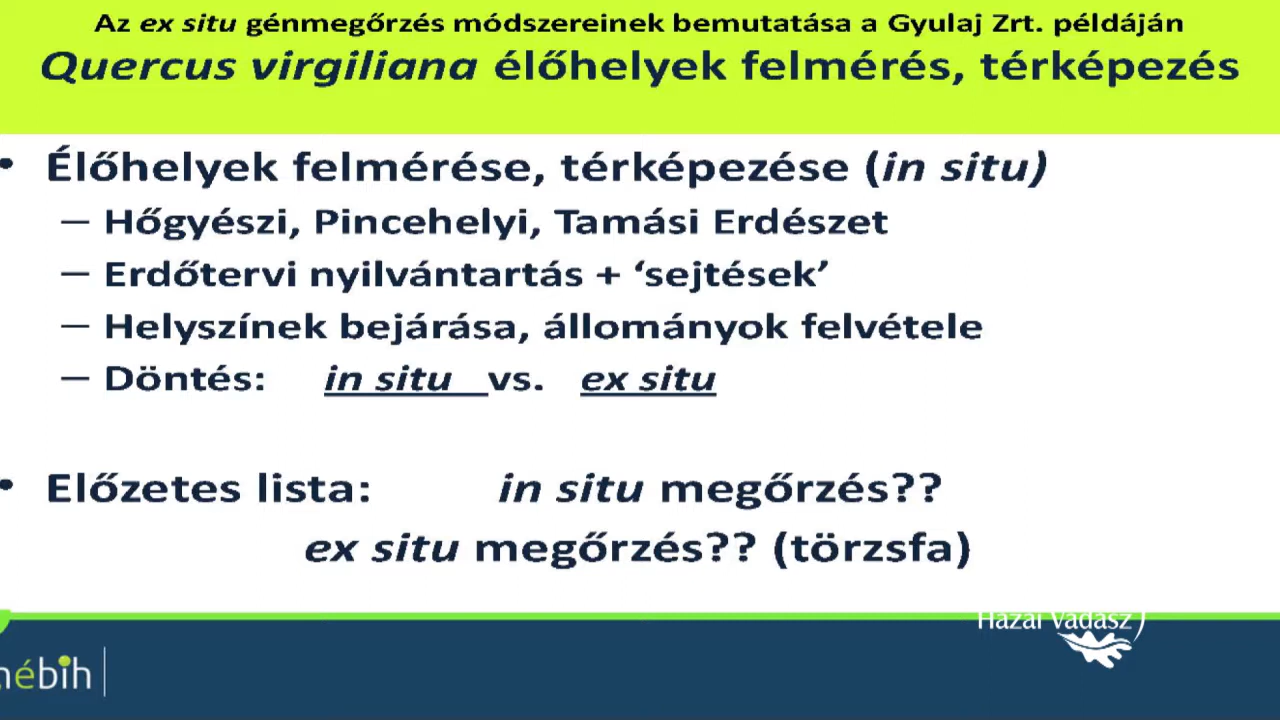 Az ex situ génmegőrzés módszereinek bemutatása a Gyulaj Zrt. példáján
Quercus virgiliana élőhelyek felmérés, térképezés
• Élőhelyek felmérése, térképezése (in situ)
– Hőgyészi, Pincehelyi, Tamási Erdészet
– Erdőtervi nyilvántartás + ‘sejtések’
– Helyszínek bejárása, állományok felvétele
– Döntés: in situ vs. ex situ
• Előzetes lista: in situ megőrzés??
ex situ megőrzés?? (törzsfa)
Hazai Vadász
nébih